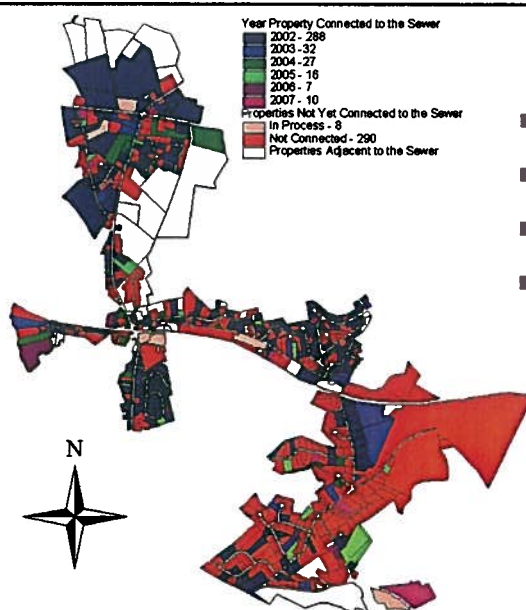 Year Property Connected to the Sewer
2002 - 288
2003 - 32
2004 - 27
2005 - 16
2006 - 7
2007 - 10
Properties Not Yet Connected to the Sewer
In Process - 8
Not Connected - 290
Properties Adjacent to the Sewer
N